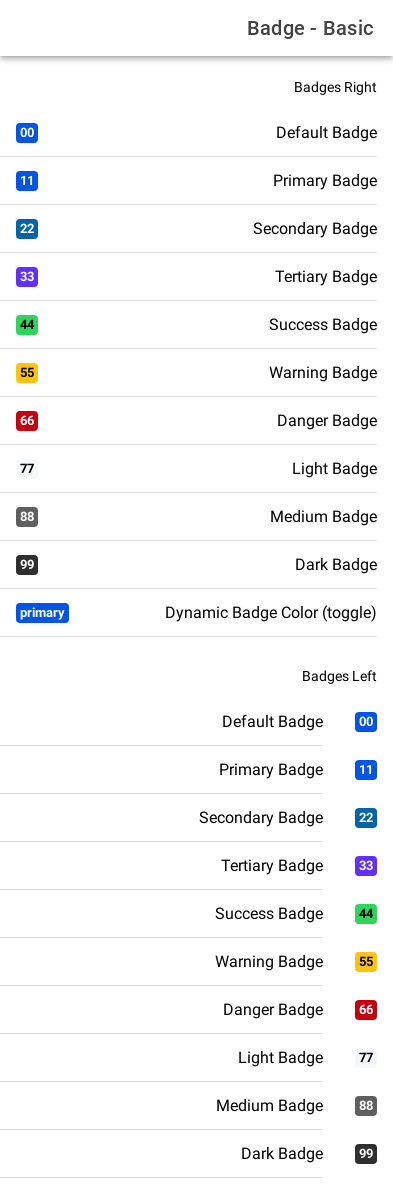 Badge - Basic
Badges Right
00 Default Badge
11 Primary Badge
22 Secondary Badge
33 Tertiary Badge
44 Success Badge
55 Warning Badge
66 Danger Badge
77 Light Badge
88 Medium Badge
99 Dark Badge
primary Dynamic Badge Color (toggle)
Badges Left
Default Badge 00
Primary Badge 11
Secondary Badge 22
Tertiary Badge 33
Success Badge 44
Warning Badge 55
Danger Badge 66
Light Badge 77
Medium Badge 88
Dark Badge 99